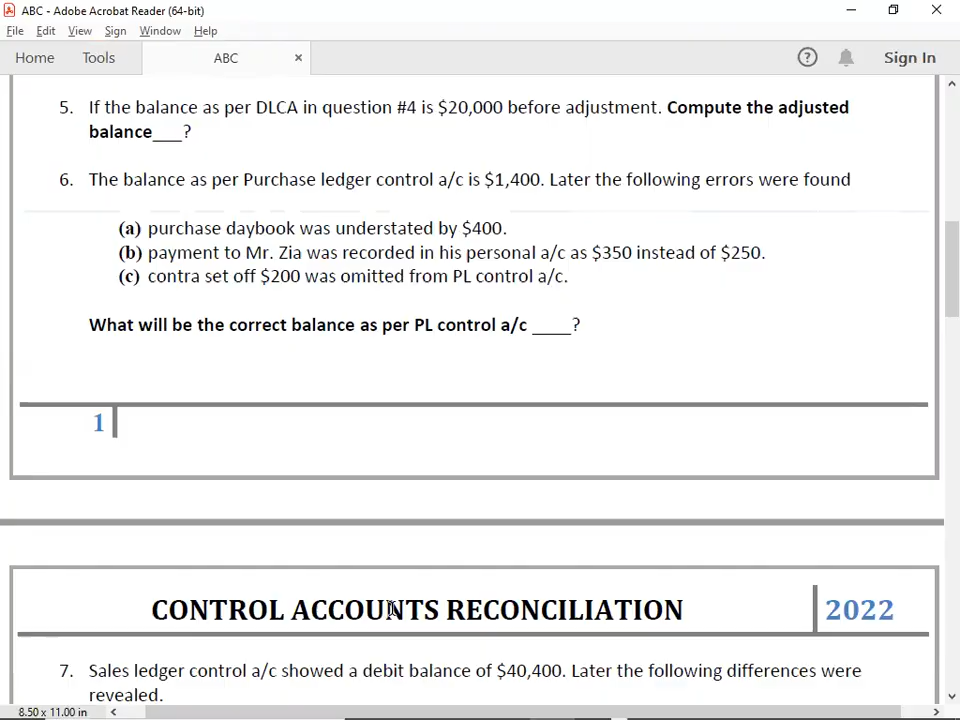 ABC - Adobe Acrobat Reader (64-bit)
File Edit View Sign Window Help
Home Tools ABC × ? Sign In
5. If the balance as per DLCA in question #4 is $20,000 before adjustment. Compute the adjusted
balance___?
6. The balance as per Purchase ledger control a/c is $1,400. Later the following errors were found
(a) purchase daybook was understated by $400.
(b) payment to Mr. Zia was recorded in his personal a/c as $350 instead of $250.
(c) contra set off $200 was omitted from PL control a/c.
What will be the correct balance as per PL control a/c ____?
1
CONTROL ACCOUNTS RECONCILIATION 2022
7. Sales ledger control a/c showed a debit balance of $40,400. Later the following differences were
revealed.
8.50 x 11.00 in